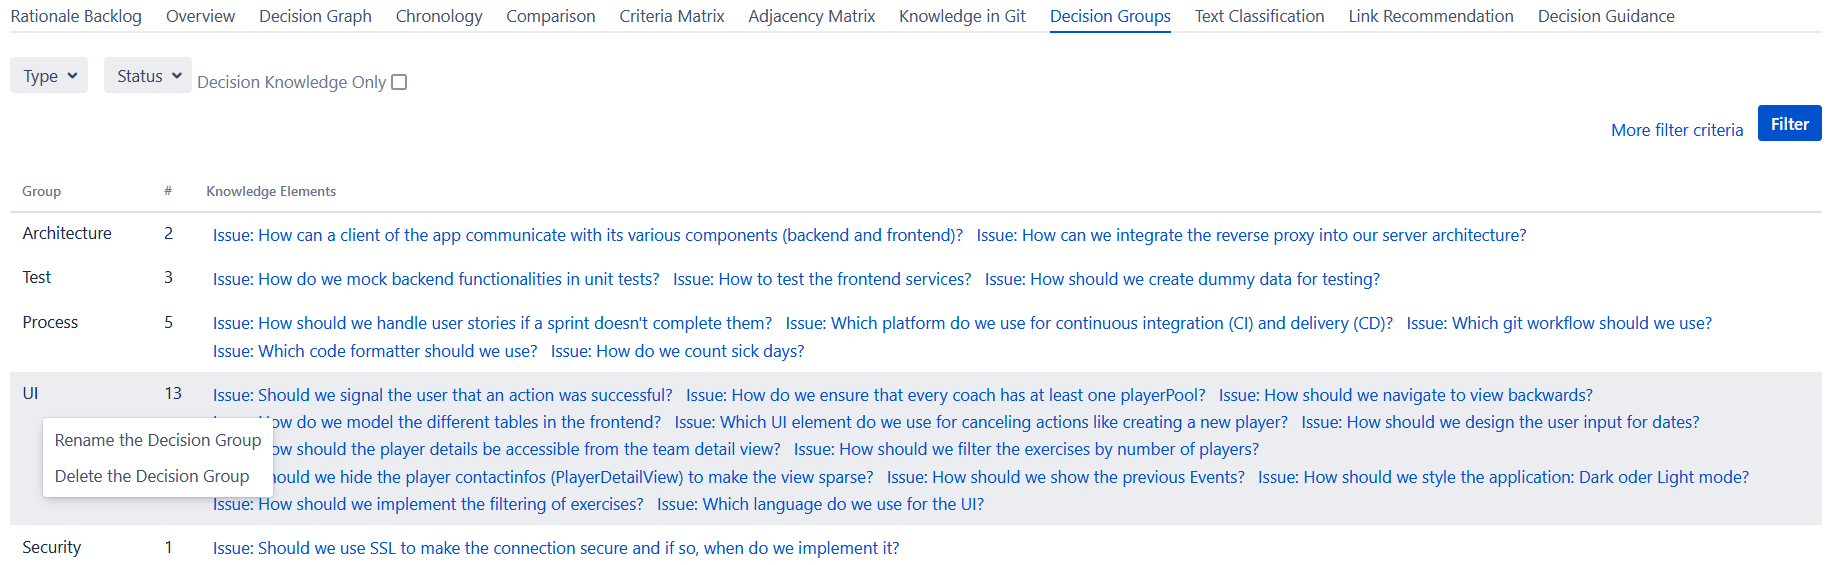 Rationale Backlog Overview Decision Graph Chronology Comparison Criteria Matrix Adjacency Matrix Knowledge in Git Decision Groups Text Classification Link Recommendation Decision Guidance
Type Status Decision Knowledge Only
More filter criteria Filter
Group # Knowledge Elements
Architecture 2 Issue: How can a client of the app communicate with its various components (backend and frontend)? Issue: How can we integrate the reverse proxy into our server architecture?
Test 3 Issue: How do we mock backend functionalities in unit tests? Issue: How to test the frontend services? Issue: How should we create dummy data for testing?
Process 5 Issue: How should we handle user stories if a sprint doesn't complete them? Issue: Which platform do we use for continuous integration (CI) and delivery (CD)? Issue: Which git workflow should we use?
Issue: Which code formatter should we use? Issue: How do we count sick days?
UI 13 Issue: Should we signal the user that an action was successful? Issue: How do we ensure that every coach has at least one playerPool? Issue: How should we navigate to view backwards?
How do we model the different tables in the frontend? Issue: Which UI element do we use for canceling actions like creating a new player? Issue: How should we design the user input for dates?
Rename the Decision Group
How should the player details be accessible from the team detail view? Issue: How should we filter the exercises by number of players?
Delete the Decision Group
should we hide the player contactinfos (PlayerDetailView) to make the view sparse? Issue: How should we show the previous Events? Issue: How should we style the application: Dark oder Light mode?
Issue: How should we implement the filtering of exercises? Issue: Which language do we use for the UI?
Security 1 Issue: Should we use SSL to make the connection secure and if so, when do we implement it?